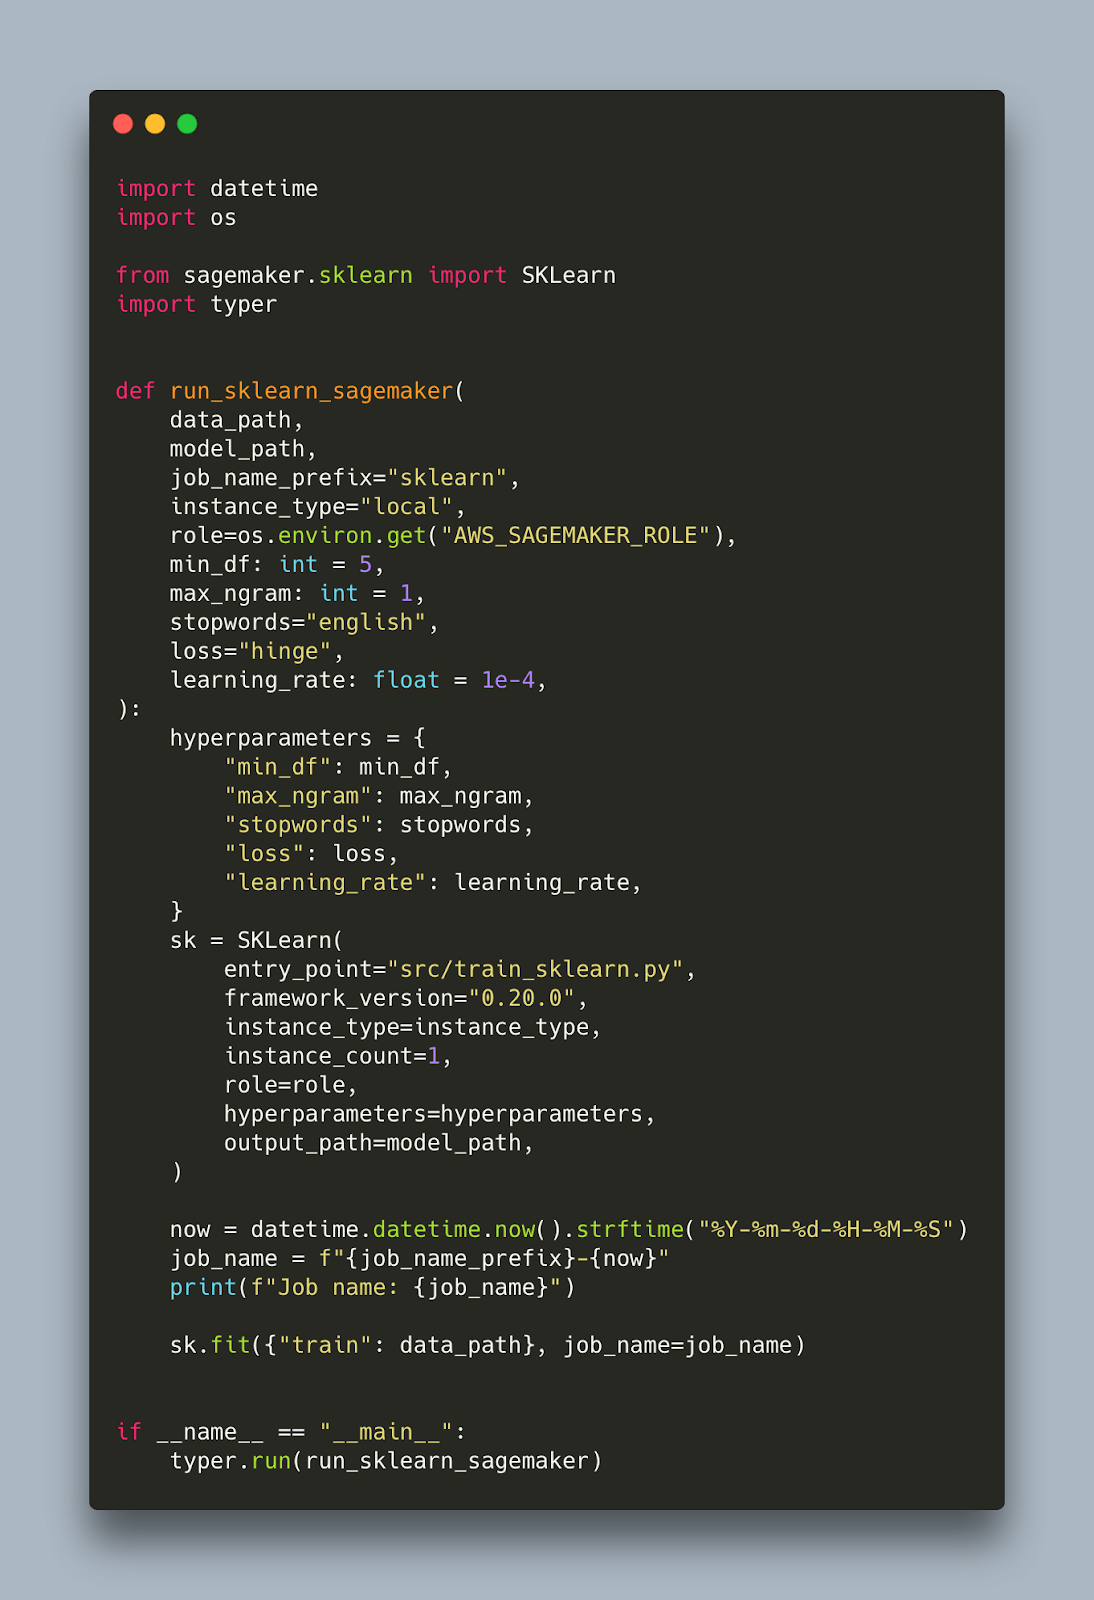 import datetime
import os

from sagemaker.sklearn import SKLearn
import typer


def run_sklearn_sagemaker(
    data_path,
    model_path,
    job_name_prefix="sklearn",
    instance_type="local",
    role=os.environ.get("AWS_SAGEMAKER_ROLE"),
    min_df: int = 5,
    max_ngram: int = 1,
    stopwords="english",
    loss="hinge",
    learning_rate: float = 1e-4,
):
    hyperparameters = {
        "min_df": min_df,
        "max_ngram": max_ngram,
        "stopwords": stopwords,
        "loss": loss,
        "learning_rate": learning_rate,
    }
    sk = SKLearn(
        entry_point="src/train_sklearn.py",
        framework_version="0.20.0",
        instance_type=instance_type,
        instance_count=1,
        role=role,
        hyperparameters=hyperparameters,
        output_path=model_path,
    )

    now = datetime.datetime.now().strftime("%Y-%m-%d-%H-%M-%S")
    job_name = f"{job_name_prefix}-{now}"
    print(f"Job name: {job_name}")

    sk.fit({"train": data_path}, job_name=job_name)


if __name__ == "__main__":
    typer.run(run_sklearn_sagemaker)